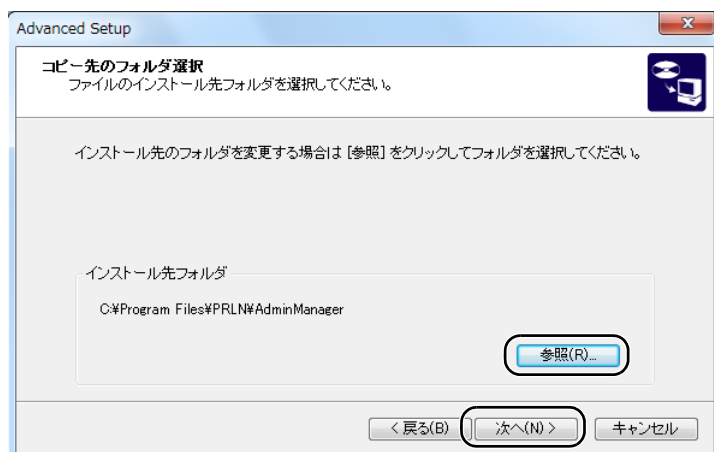 Advanced Setup
コピー先のフォルダ選択
ファイルのインストール先フォルダを選択してください。
インストール先のフォルダを変更する場合は [参照] をクリックしてフォルダを選択してください。
インストール先フォルダ
C:¥Program Files¥PRLN¥AdminManager
参照(R)...
< 戻る(B)
次へ(N) >
キャンセル